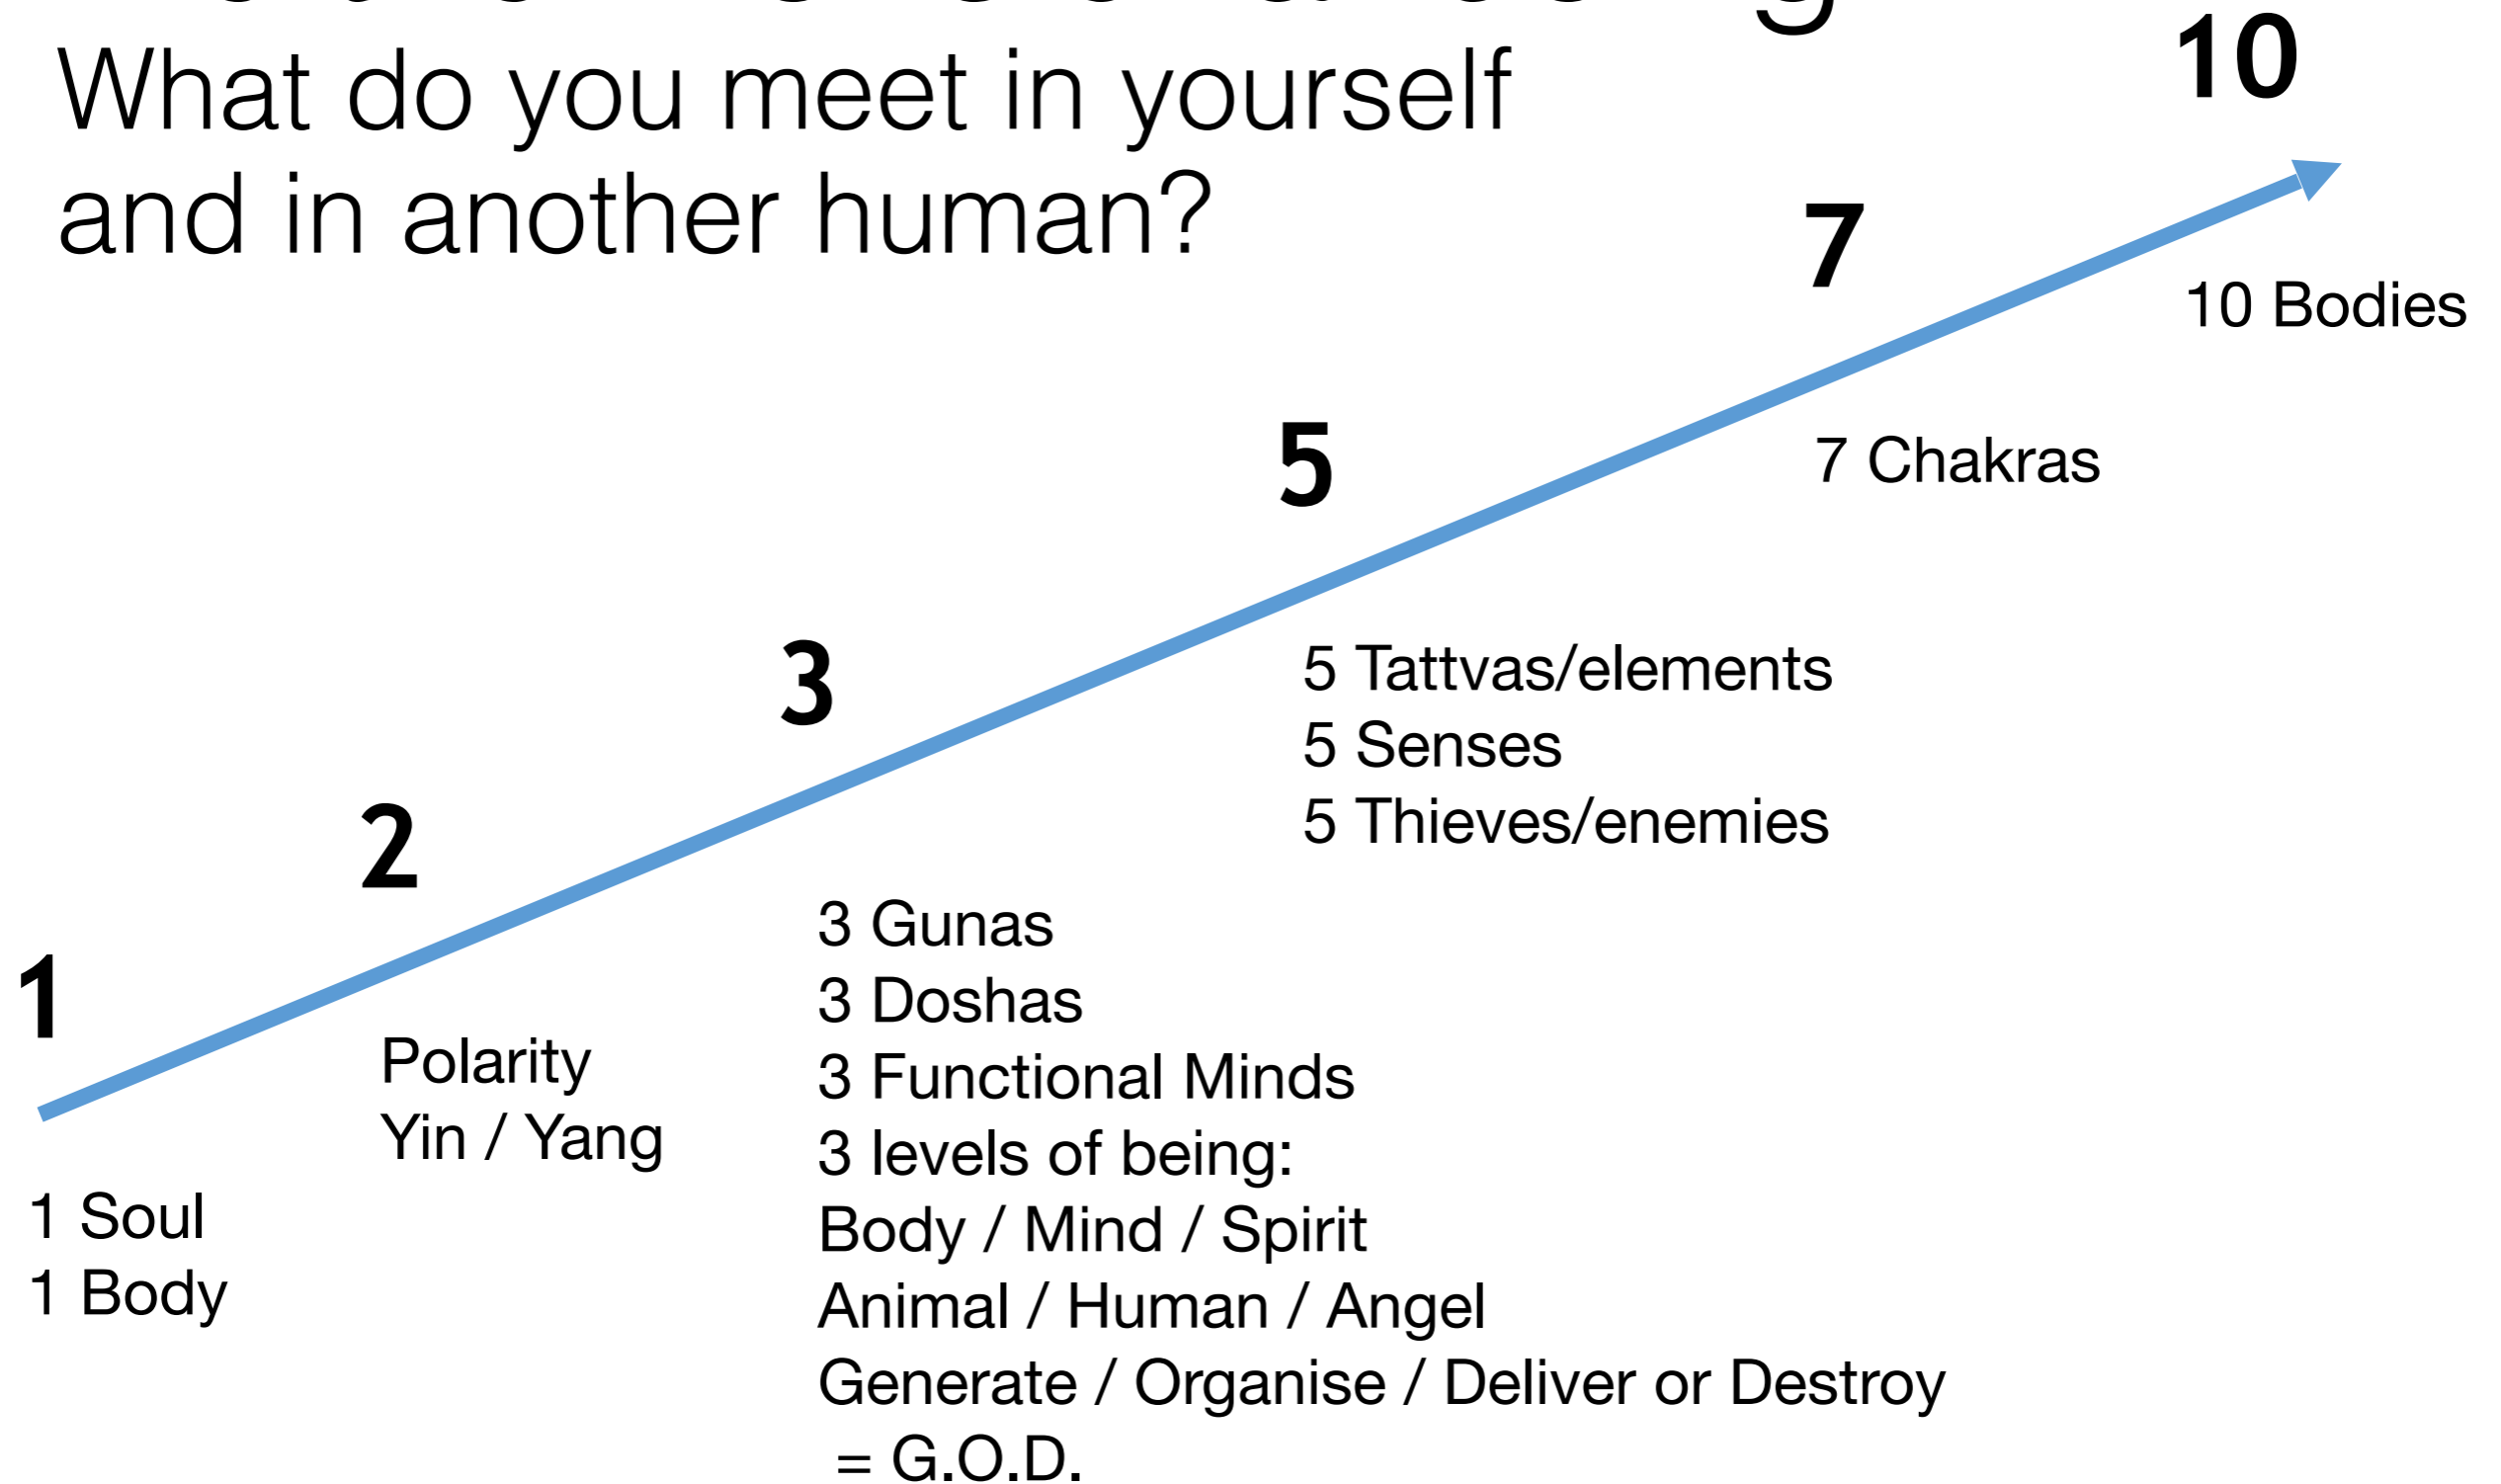 What do you meet in yourself
and in another human?
10
10 Bodies
7
7 Chakras
5
5 Tattvas/elements
5 Senses
5 Thieves/enemies
3
3 Gunas
3 Doshas
3 Functional Minds
3 levels of being:
Body / Mind / Spirit
Animal / Human / Angel
Generate / Organise / Deliver or Destroy
= G.O.D.
2
Polarity
Yin / Yang
1
1 Soul
1 Body